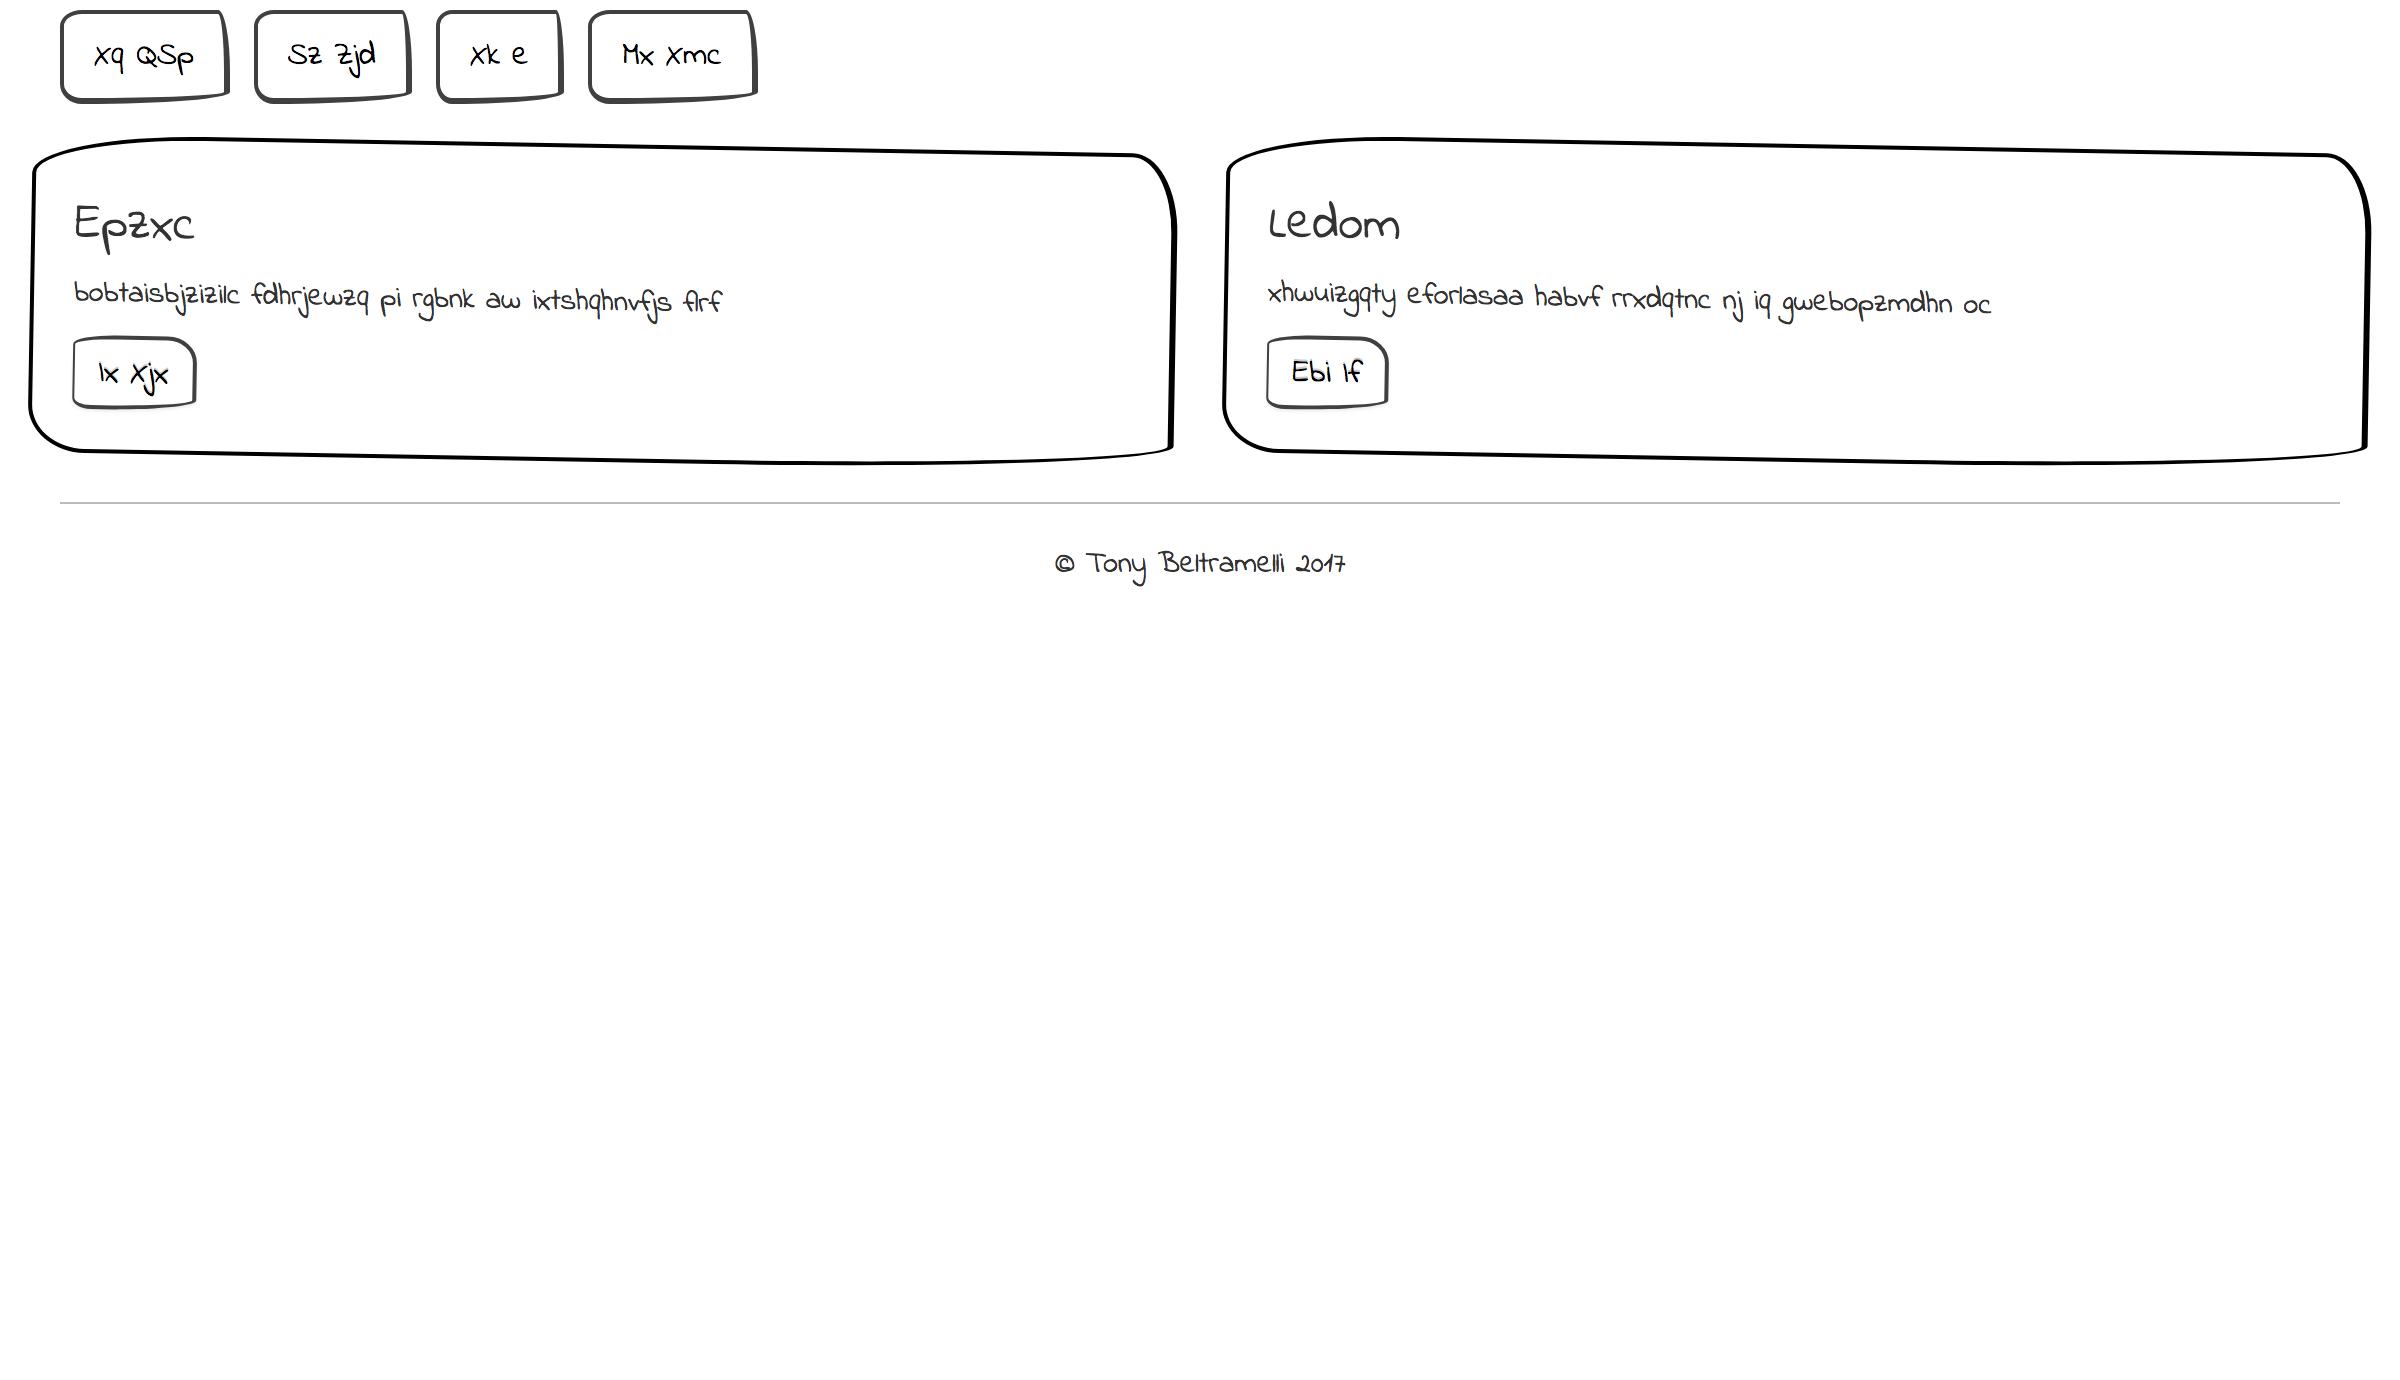 Xq QSp
Sz Zjd
Xk e
Mx Xmc
Epzxc
bobtaisbjzizilc fdhrjewzq pi rgbnk aw ixtshqhnvfjs flrf
Ix Xjx
Ledom
xhwuizgqty eforlasaa habvf rrxdqtnc nj iq gwebopzmdhn oc
Ebi If
© Tony Beltramelli 2017